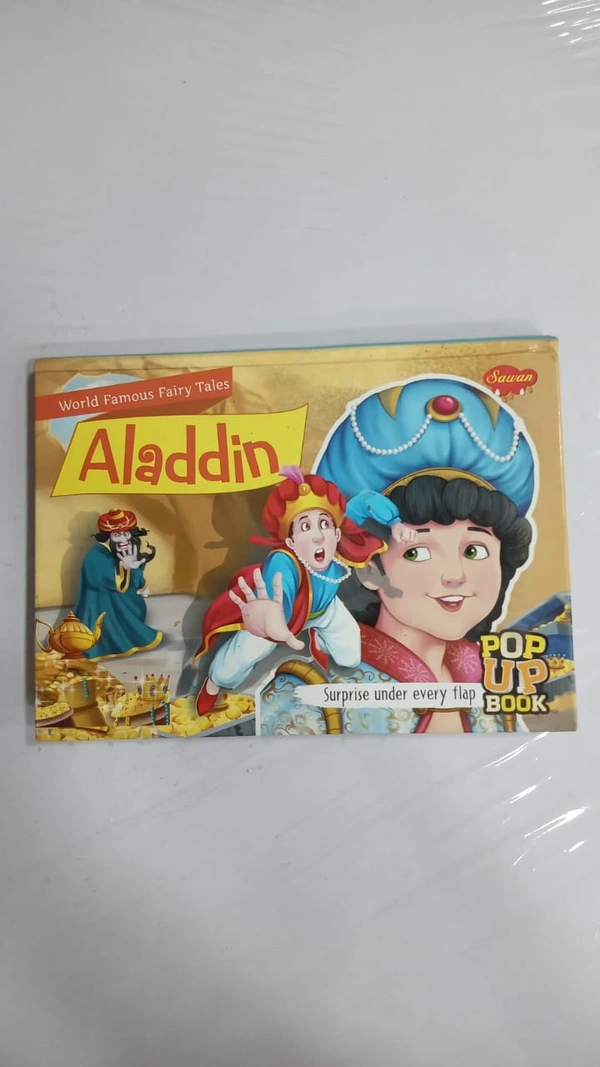 World Famous Fairy Tales
Aladdin
Sawan
Surprise under every flap
POP
UP
BOOK